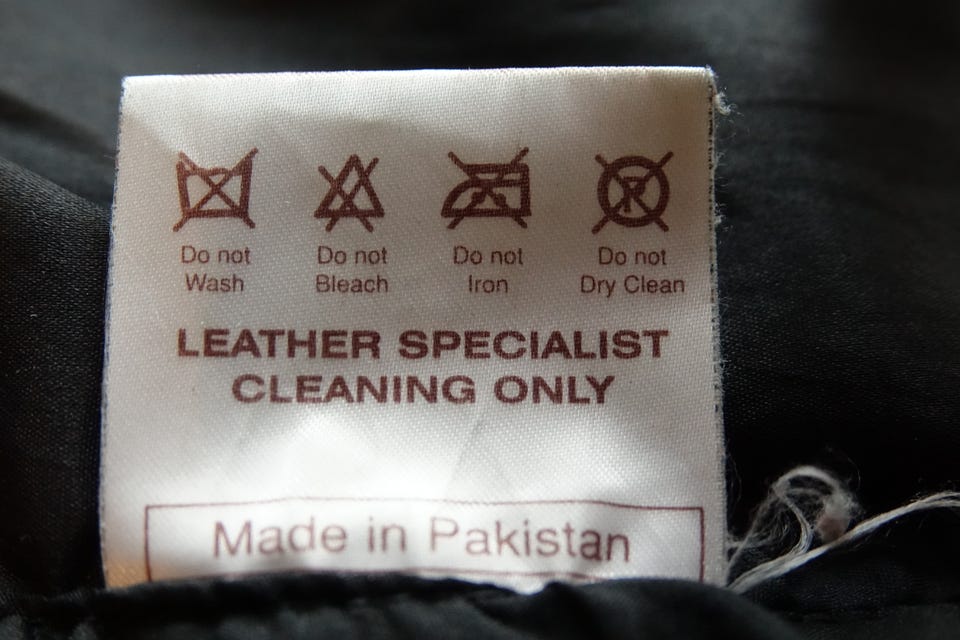 Do not Do not Do not Do not
Wash Bleach Iron Dry Clean
LEATHER SPECIALIST
CLEANING ONLY
Made in Pakistan